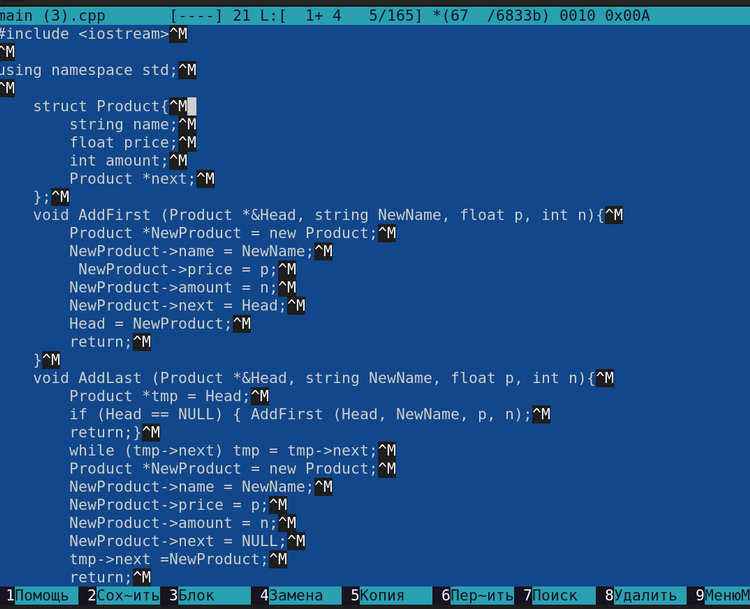 main (3).cpp [----] 21 L:[ 1+ 4 5/165] *(67 /6833b) 0010 0x00A
#include <iostream>^M
^M
using namespace std;^M
^M
struct Product{^M
string name;^M
float price;^M
int amount;^M
Product *next;^M
};^M
void AddFirst (Product *&Head, string NewName, float p, int n){^M
Product *NewProduct = new Product;^M
NewProduct->name = NewName;^M
NewProduct->price = p;^M
NewProduct->amount = n;^M
NewProduct->next = Head;^M
Head = NewProduct;^M
return;^M
}^M
void AddLast (Product *&Head, string NewName, float p, int n){^M
Product *tmp = Head;^M
if (Head == NULL) { AddFirst (Head, NewName, p, n);^M
return;}^M
while (tmp->next) tmp = tmp->next;^M
Product *NewProduct = new Product;^M
NewProduct->name = NewName;^M
NewProduct->price = p;^M
NewProduct->amount = n;^M
NewProduct->next = NULL;^M
tmp->next =NewProduct;^M
return;^M
1Помощь 2Сох~ить 3Блок 4Замена 5Копия 6Пер~ить 7Поиск 8Удалить 9МенюM